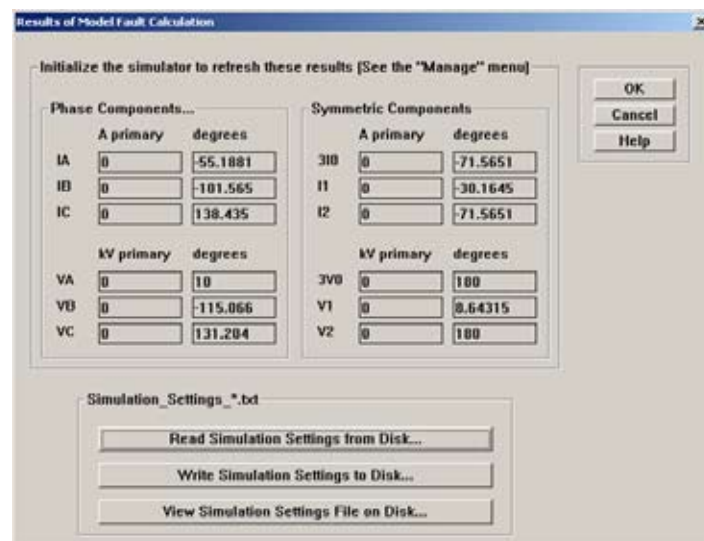 Results of Model Fault Calculation
Initialize the simulator to refresh these results (See the "Manage" menu)
OK
Cancel
Help
Phase Components...
A primary degrees
IA 0 -55.1881
IB 0 -101.565
IC 0 138.435
kV primary degrees
VA 0 10
VB 0 -115.066
VC 0 131.204
Symmetric Components
A primary degrees
3I0 0 -71.5651
I1 0 -30.1645
I2 0 -71.5651
kV primary degrees
3V0 0 180
V1 0 8.64315
V2 0 180
Simulation_Settings_*.txt
Read Simulation Settings from Disk...
Write Simulation Settings to Disk...
View Simulation Settings File on Disk...